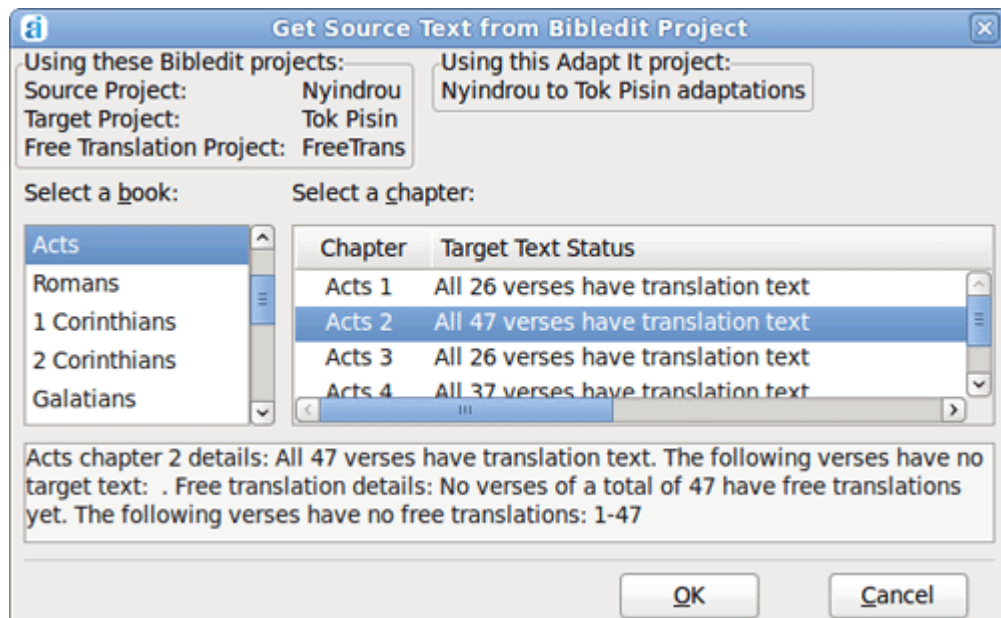 Get Source Text from Bibledit Project
Using these Bibledit projects:
Source Project: Nyindrou
Target Project: Tok Pisin
Free Translation Project: FreeTrans
Using this Adapt It project:
Nyindrou to Tok Pisin adaptations
Select a book:
Acts
Romans
1 Corinthians
2 Corinthians
Galatians
Select a chapter:
Chapter Target Text Status
Acts 1 All 26 verses have translation text
Acts 2 All 47 verses have translation text
Acts 3 All 26 verses have translation text
Acts 4 All 37 verses have translation text
Acts chapter 2 details: All 47 verses have translation text. The following verses have no
target text:  . Free translation details: No verses of a total of 47 have free translations
yet. The following verses have no free translations: 1-47
OK
Cancel